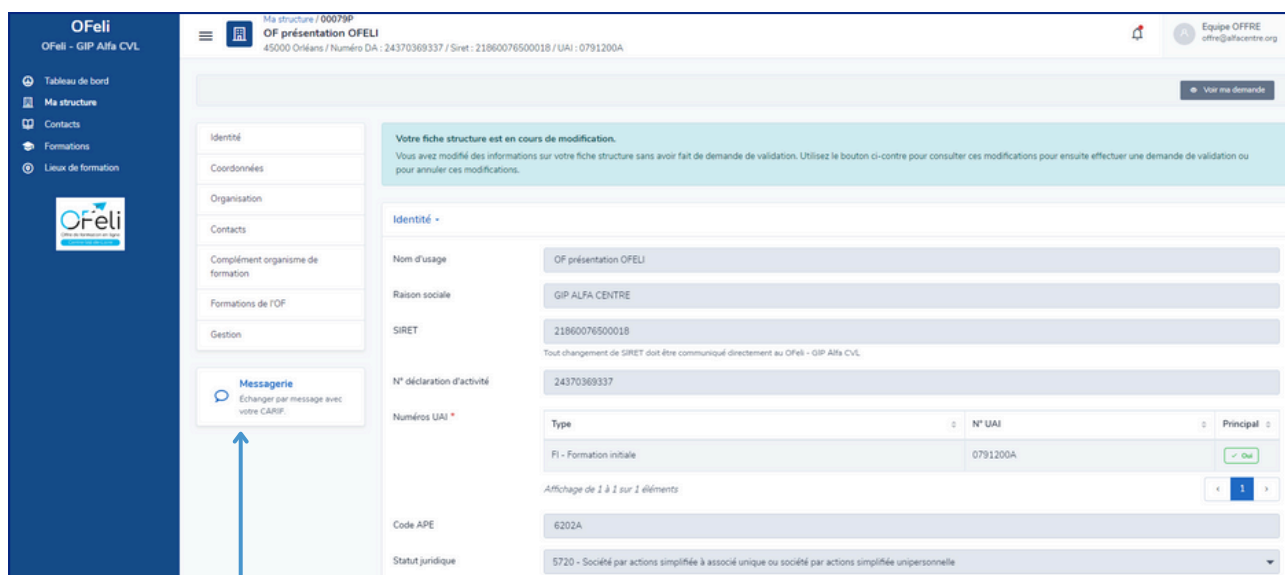 OFeli
OFeli - GIP Alfa CVL
Tableau de bord
Ma structure
Contacts
Formations
Lieux de formation
OFeli
Offre de formation en ligne
Ma structure / 00079P
OF présentation OFELI
45000 Orléans / Numéro DA : 24370369337 / Siret : 21860076500018 / UAI : 0791200A
Equipe OFFRE
offre@alfacentre.org
Voir ma demande
Identité
Coordonnées
Organisation
Contacts
Complément organisme de
formation
Formations de l'OF
Gestion
Messagerie
Échanger par message avec
votre CARIF.
Votre fiche structure est en cours de modification.
Vous avez modifié des informations sur votre fiche structure sans avoir fait de demande de validation. Utilisez le bouton ci-contre pour consulter ces modifications pour ensuite effectuer une demande de validation ou
pour annuler ces modifications.
Identité
Nom d'usage
OF présentation OFELI
Raison sociale
GIP ALFA CENTRE
SIRET
21860076500018
Tout changement de SIRET doit être communiqué directement au OFeli - GIP Alfa CVL
N° déclaration d'activité
24370369337
Numéros UAI *
Type
N° UAI
Principal
FI - Formation initiale
0791200A
Oui
Affichage de 1 à 1 sur 1 éléments
‹ 1 ›
Code APE
6202A
Statut juridique
5720 - Société par actions simplifiée à associé unique ou société par actions simplifiée unipersonnelle